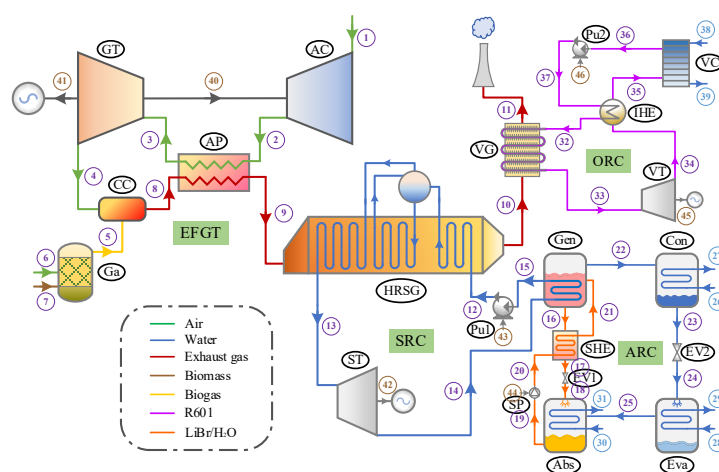 GT
AC
1
41
40
3
2
AP
4
CC
8
5
EFGT
9
6
7
Ga
HRSG
11
10
VG
Pu2
36
38
VC
37
46
35
39
IHE
32
ORC
34
VT
33
45
Gen
22
Con
27
26
15
12
Pu1
43
16
21
23
SHE
EV2
ARC
17
EV1
18
20
24
44
SP
19
31
25
29
30
28
Abs
Eva
13
SRC
ST
14
42
Air
Water
Exhaust gas
Biomass
Biogas
R601
LiBr/H₂O